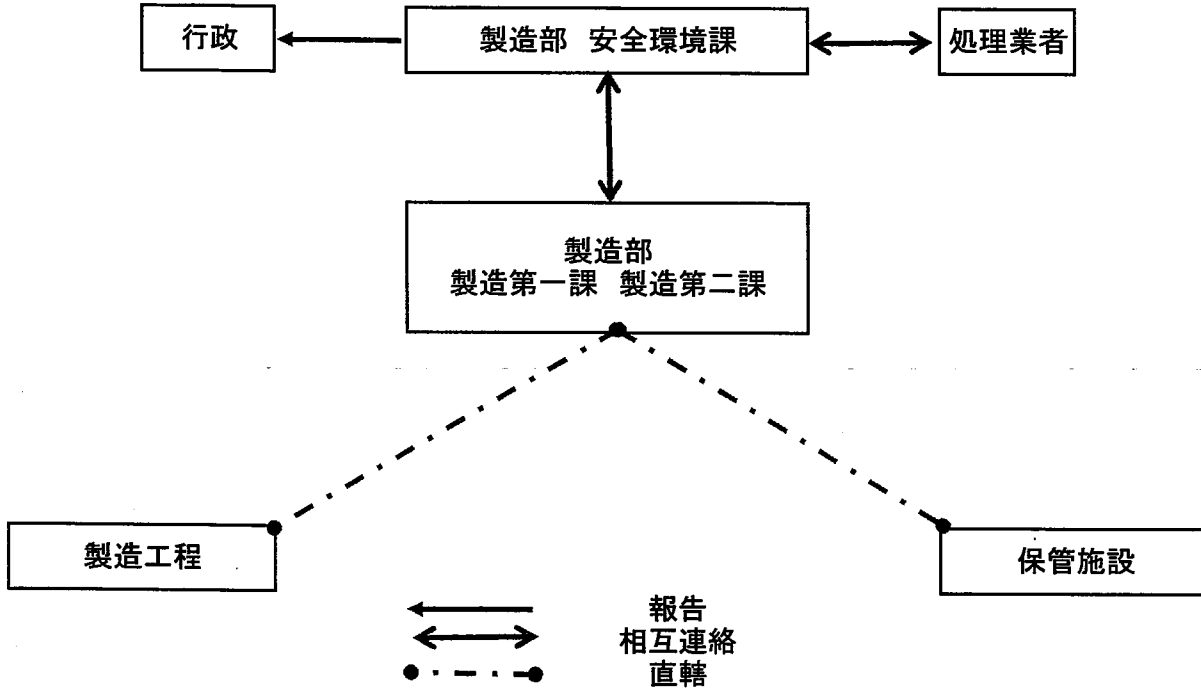 行政
製造部 安全環境課
処理業者
製造部
製造第一課 製造第二課
製造工程
保管施設
報告
相互連絡
直轄